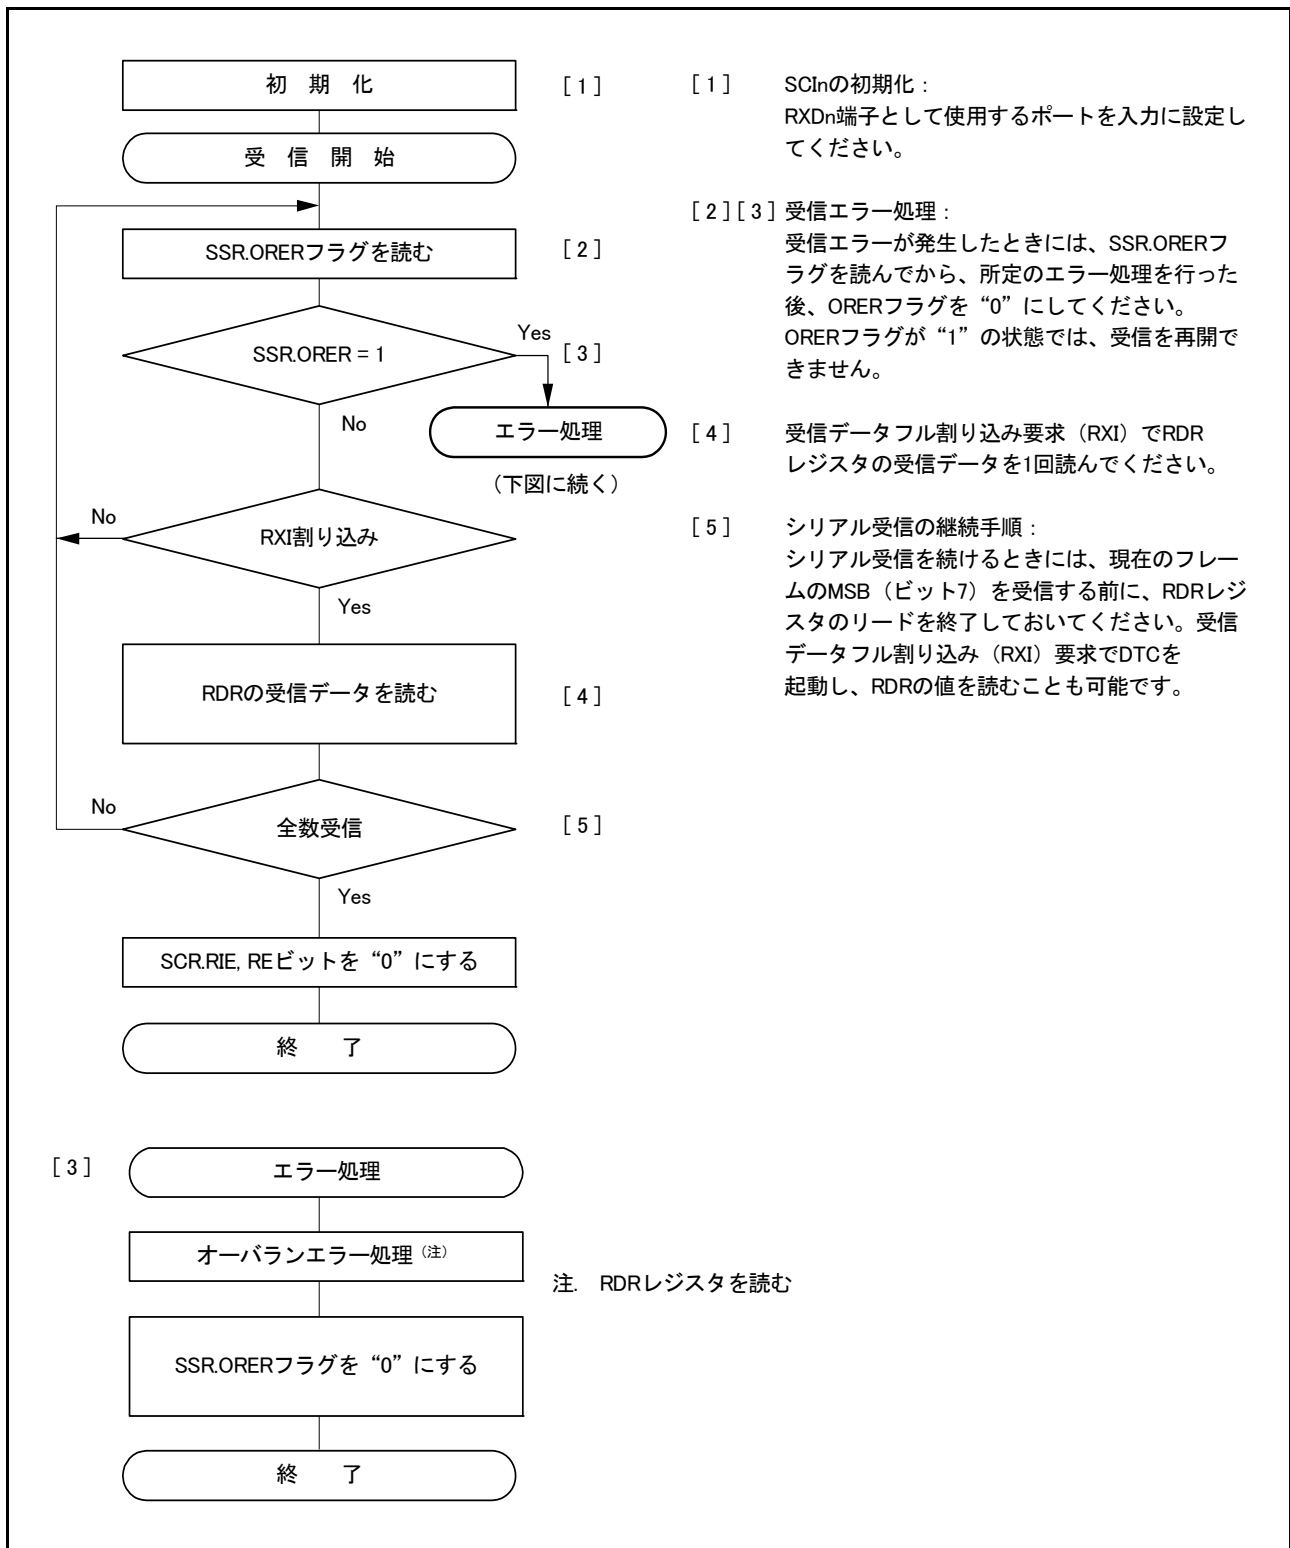 初 期 化
[ 1 ]
受 信 開 始
SSR.ORERフラグを読む
[ 2 ]
SSR.ORER = 1
Yes
[ 3 ]
No
エラー処理
（下図に続く）
No
RXI割り込み
Yes
RDRの受信データを読む
[ 4 ]
No
全数受信
[ 5 ]
Yes
SCR.RIE, REビットを“0”にする
終 了
[ 1 ] SCInの初期化：
RXDn端子として使用するポートを入力に設定し
てください。
[ 2 ] [ 3 ] 受信エラー処理：
受信エラーが発生したときには、SSR.ORERフ
ラグを読んでから、所定のエラー処理を行った
後、ORERフラグを“0”にしてください。
ORERフラグが“1”の状態では、受信を再開で
きません。
[ 4 ] 受信データフル割り込み要求（RXI）でRDR
レジスタの受信データを1回読んでください。
[ 5 ] シリアル受信の継続手順：
シリアル受信を続けるときには、現在のフレー
ムのMSB（ビット7）を受信する前に、RDRレジ
スタのリードを終了しておいてください。受信
データフル割り込み（RXI）要求でDTCを
起動し、RDRの値を読むことも可能です。
[ 3 ]
エラー処理
オーバランエラー処理（注）
注. RDRレジスタを読む
SSR.ORERフラグを“0”にする
終 了